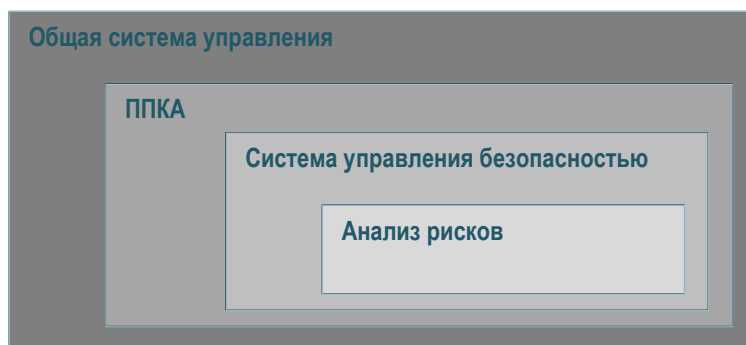 Общая система управления
ППКА
Система управления безопасностью
Анализ рисков